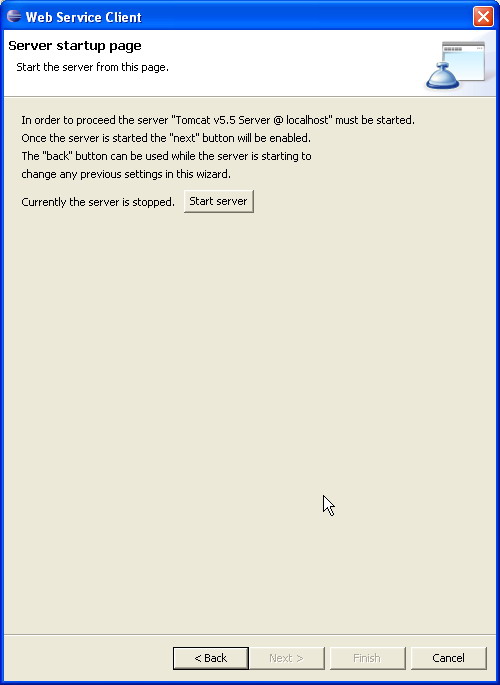 Web Service Client
Server startup page
Start the server from this page.
In order to proceed the server "Tomcat v5.5 Server @ localhost" must be started.
Once the server is started the "next" button will be enabled.
The "back" button can be used while the server is starting to
change any previous settings in this wizard.
Currently the server is stopped. Start server
< Back Next > Finish Cancel